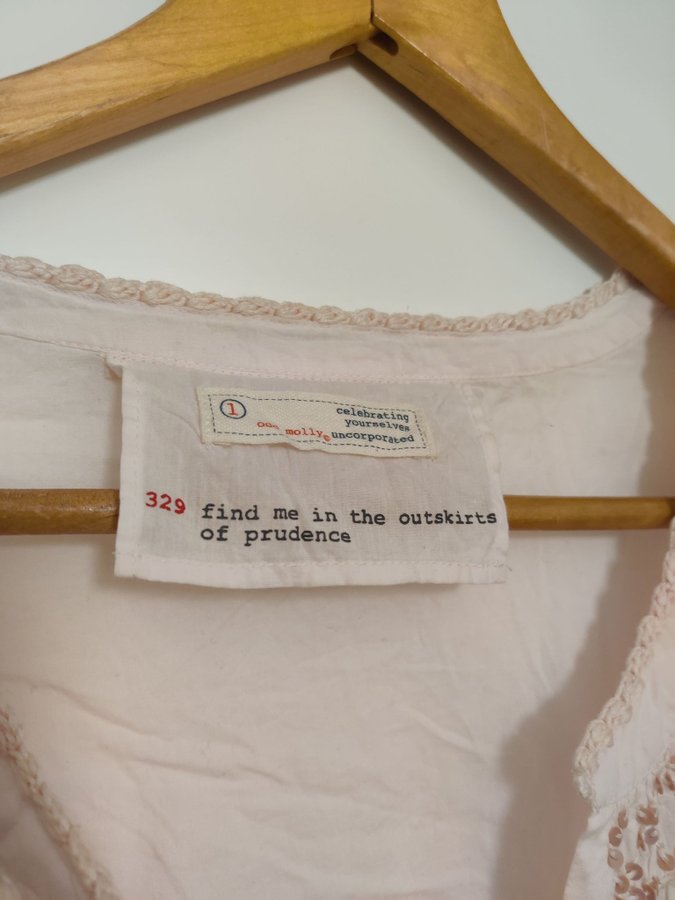 1
celebrating
yourselves
odd molly® uncorporated
329 find me in the outskirts
of prudence